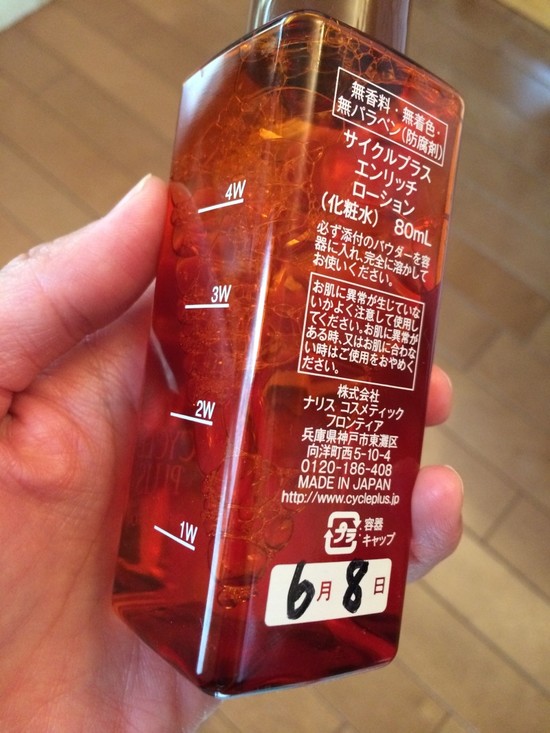 無香料・無着色・
無パラベン(防腐剤)
サイクルプラス
エンリッチ
ローション
(化粧水) 80mL
必ず添付のパウダーを容
器に入れ、完全に溶かして
お使いください。
お肌に異常が生じていな
いかよく注意して使用し
てください。お肌に異常が
ある時、又はお肌に合わな
い時はご使用をおやめく
ださい。
株式会社
ナリス コスメティック
フロンティア
兵庫県神戸市東灘区
向洋町西5-10-4
0120-186-408
MADE IN JAPAN
http://www.cycleplus.jp
プラ
:容器
キャップ
6月8日
4W
3W
2W
1W